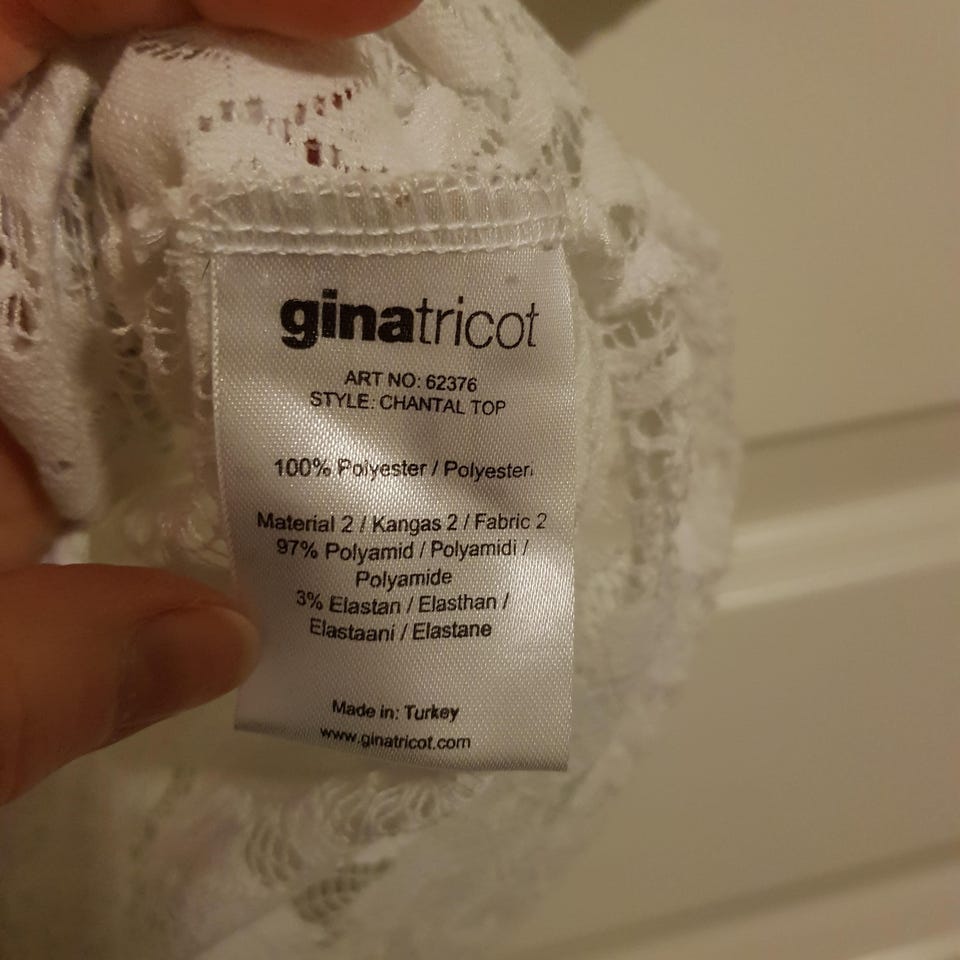 ginatricot
ART NO: 62376
STYLE: CHANTAL TOP
100% Polyester / Polyesteri
Material 2 / Kangas 2 / Fabric 2
97% Polyamid / Polyamidi /
Polyamide
3% Elastan / Elasthan /
Elastaani / Elastane
Made in: Turkey
www.ginatricot.com